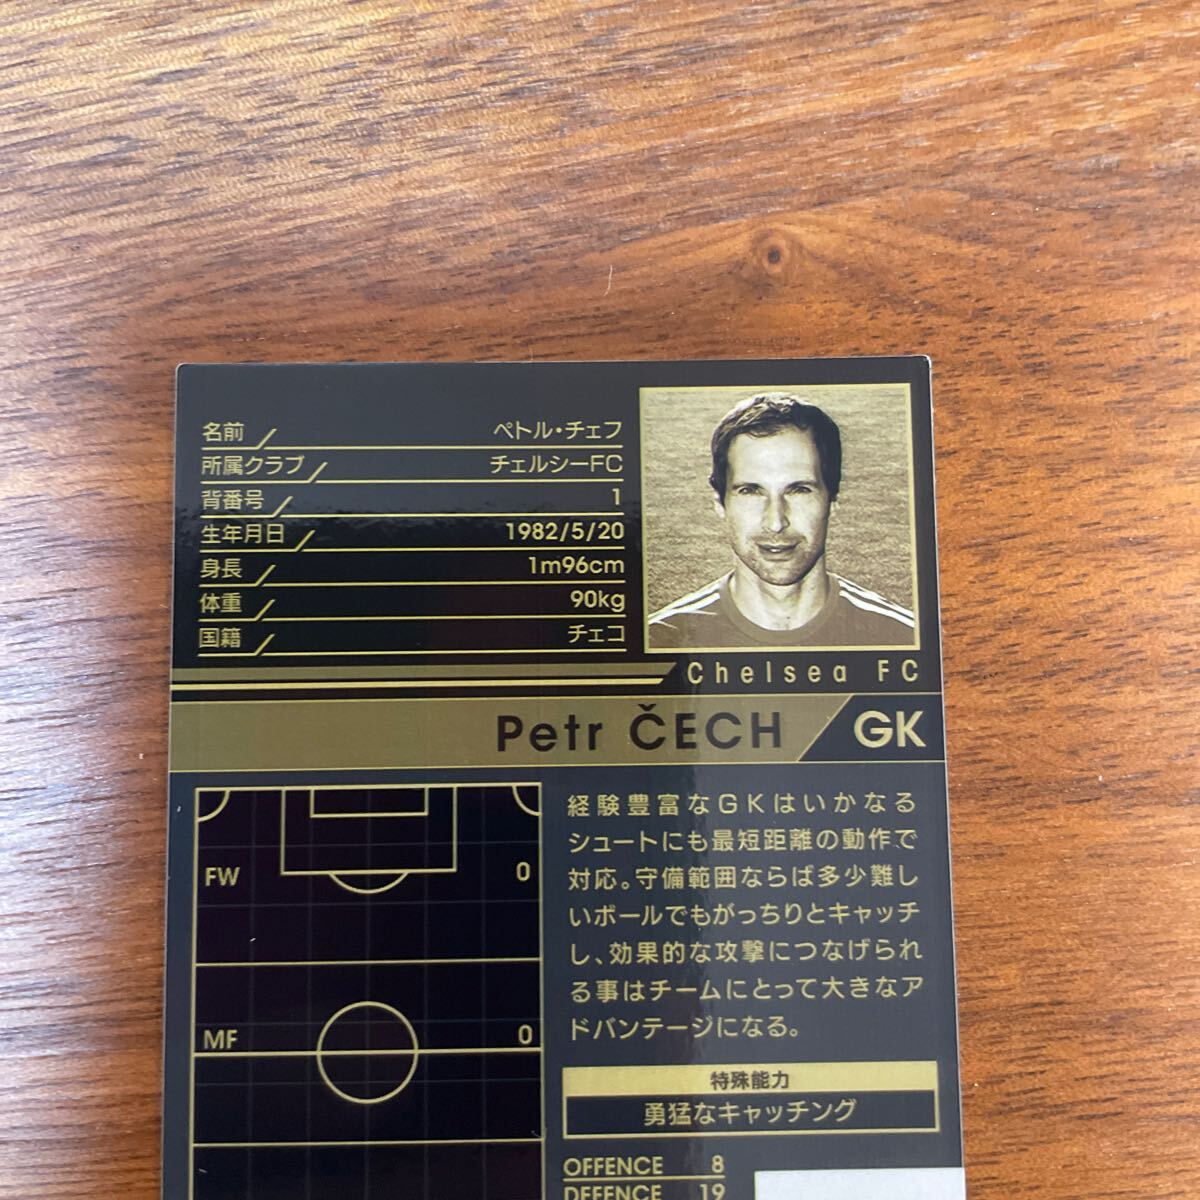 名前 ペトル・チェフ
所属クラブ チェルシーFC
背番号 1
生年月日 1982/5/20
身長 1m96cm
体重 90kg
国籍 チェコ
Chelsea FC
Petr ČECH GK
FW 0
MF 0
経験豊富なGKはいかなる
シュートにも最短距離の動作で
対応。守備範囲ならば多少難し
いボールでもがっちりとキャッチ
し、効果的な攻撃につなげられ
る事はチームにとって大きなア
ドバンテージになる。
特殊能力
勇猛なキャッチング
OFFENCE 8
DEFENCE 19